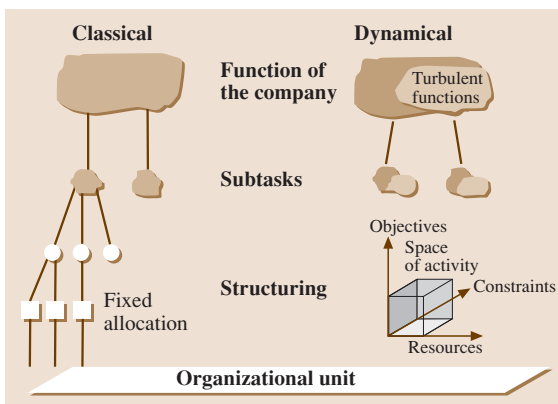 Classical
Dynamical
Function of
the company
Turbulent
functions
Subtasks
Objectives
Space
of activity
Constraints
Structuring
Fixed
allocation
Resources
Organizational unit